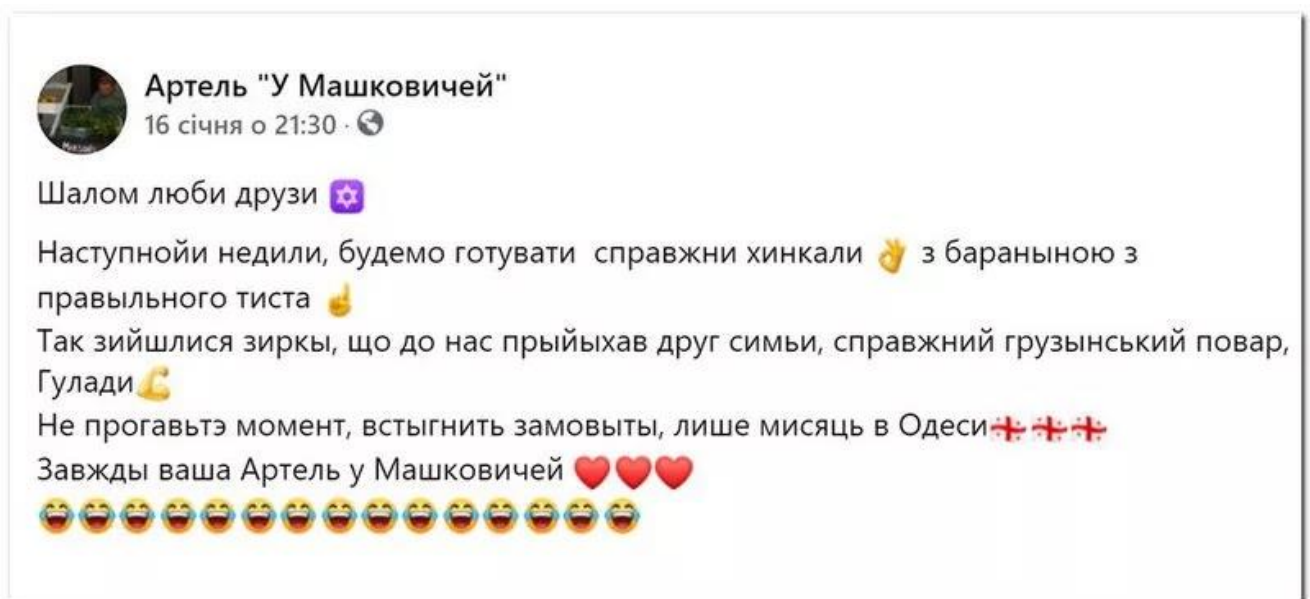 Артель "У Машковичей"
16 січня о 21:30 ·
Шалом люби друзи 🔯
Наступнойи недили, будемо готувати справжни хинкали 👌 з бараныною з
правыльного тиста ☝️
Так зийшлися зиркы, що до нас прыйыхав друг симьи, справжний грузынський повар,
Гулади💪
Не прогавьтэ момент, встыгнить замовыты, лише мисяць в Одеси🇬🇪🇬🇪🇬🇪
Завжды ваша Артель у Машковичей ❤️❤️❤️
😂😂😂😂😂😂😂😂😂😂😂😂😂😂😂